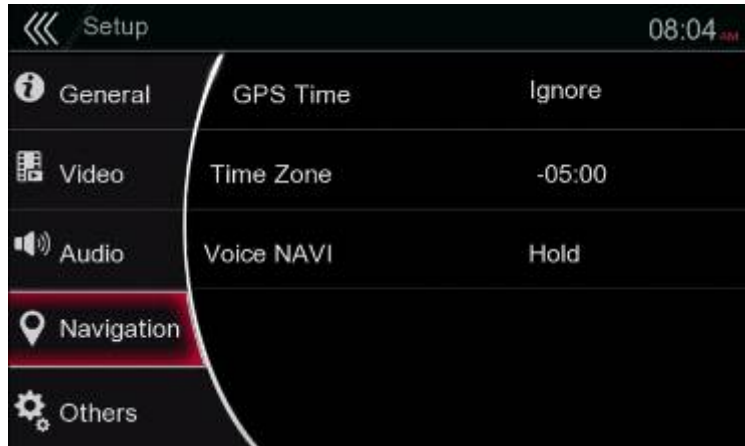 Setup
08:04 AM
General
GPS Time Ignore
Video
Time Zone -05:00
Audio
Voice NAVI Hold
Navigation
Others